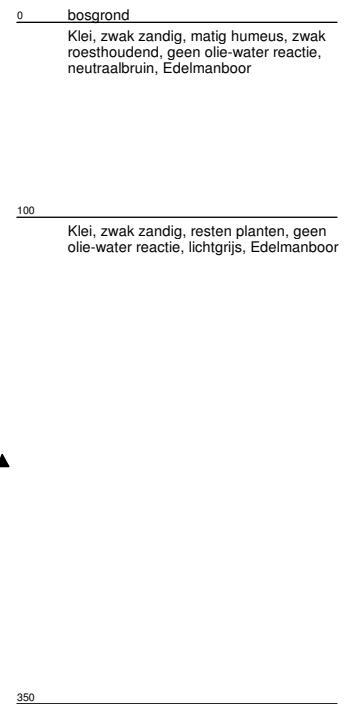 0 bosgrond
Klei, zwak zandig, matig humeus, zwak
roesthoudend, geen olie-water reactie,
neutraalbruin, Edelmanboor
100
Klei, zwak zandig, resten planten, geen
olie-water reactie, lichtgrijs, Edelmanboor
350